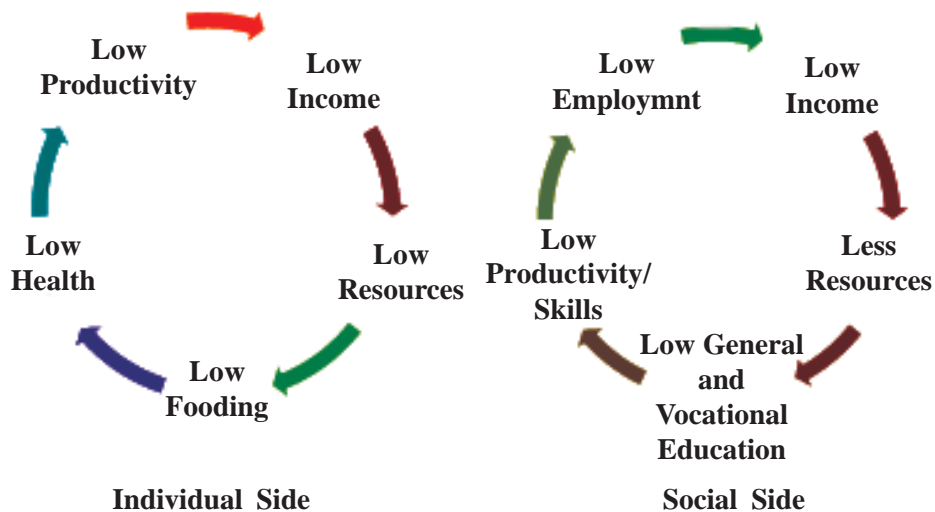 Low
Productivity
Low
Income
Low
Resources
Low
Fooding
Low
Health
Individual Side
Low
Employmnt
Low
Income
Less
Resources
Low General
and
Vocational
Education
Low
Productivity/
Skills
Social Side